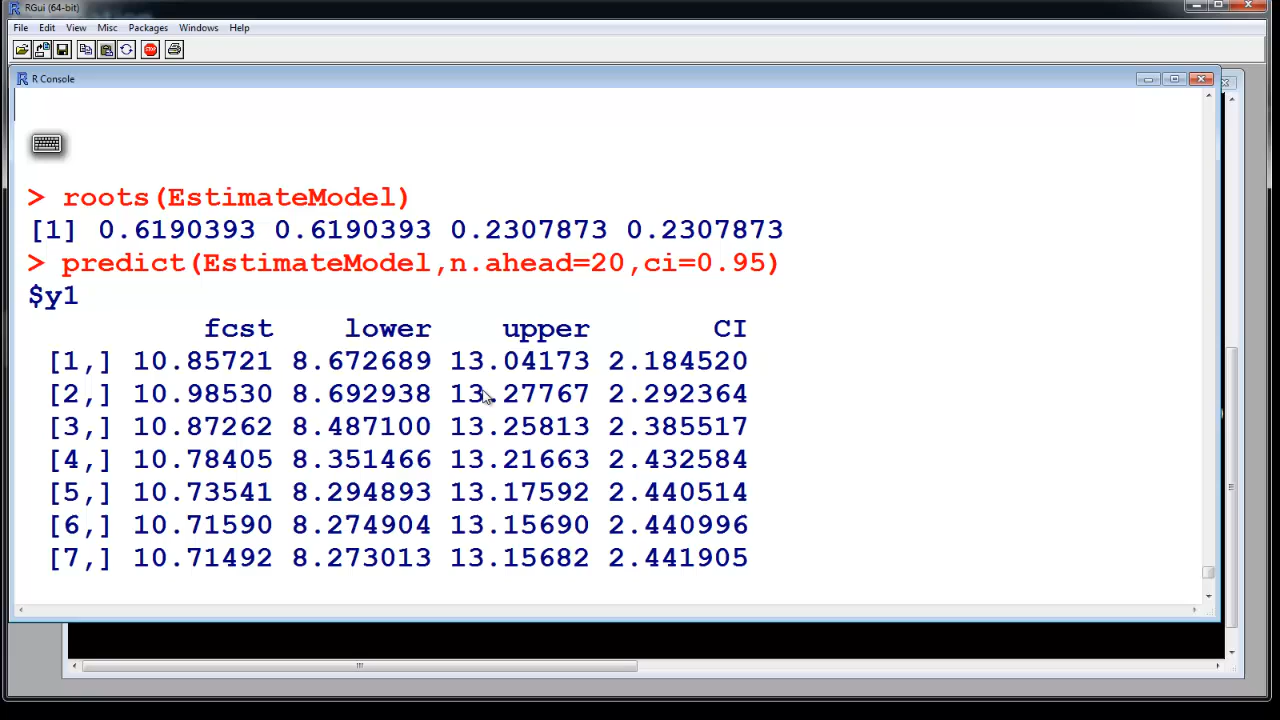 RGui (64-bit)
File Edit View Misc Packages Windows Help
STOP
R Console
> roots(EstimateModel)
[1] 0.6190393 0.6190393 0.2307873 0.2307873
> predict(EstimateModel,n.ahead=20,ci=0.95)
$y1
fcst lower upper CI
[1,] 10.85721 8.672689 13.04173 2.184520
[2,] 10.98530 8.692938 13.27767 2.292364
[3,] 10.87262 8.487100 13.25813 2.385517
[4,] 10.78405 8.351466 13.21663 2.432584
[5,] 10.73541 8.294893 13.17592 2.440514
[6,] 10.71590 8.274904 13.15690 2.440996
[7,] 10.71492 8.273013 13.15682 2.441905